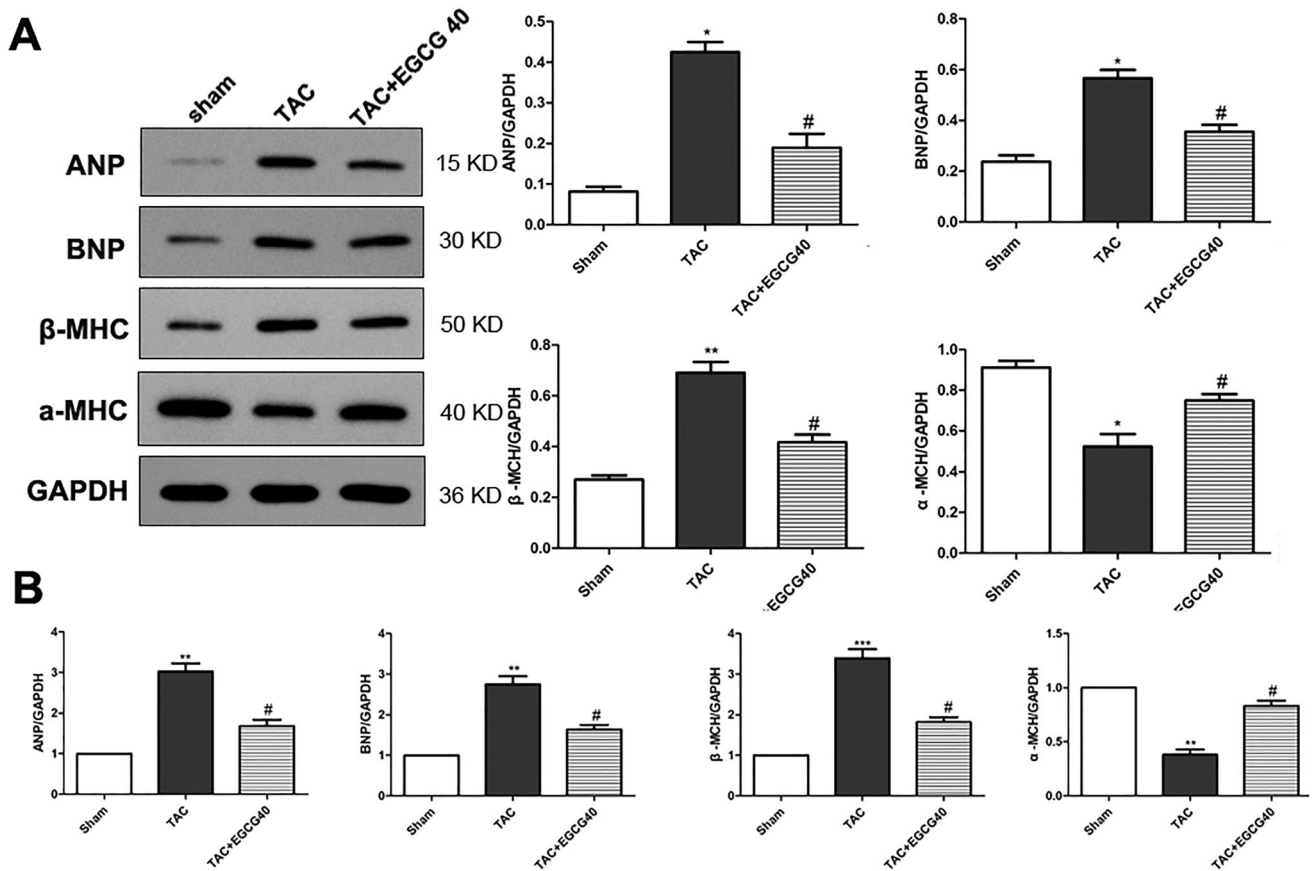 A
sham
TAC
TAC+EGCG 40
ANP
15 KD
BNP
30 KD
β-MHC
50 KD
a-MHC
40 KD
GAPDH
36 KD
ANP/GAPDH
0.5
0.4
0.3
0.2
0.1
0.0
*
#
Sham
TAC
TAC+EGCG40
BNP/GAPDH
0.8
0.6
0.4
0.2
0.0
*
#
Sham
TAC
TAC+EGCG40
β -MCH/GAPDH
0.8
0.6
0.4
0.2
0.0
**
#
Sham
TAC
EGCG40
α -MCH/GAPDH
1.0
0.8
0.6
0.4
0.2
0.0
*
#
Sham
TAC
EGCG40
B
ANP/GAPDH
4
3
2
1
0
**
#
Sham
TAC
TAC+EGCG40
BNP/GAPDH
4
3
2
1
0
**
#
Sham
TAC
TAC+EGCG40
β -MCH/GAPDH
4
3
2
1
0
***
#
Sham
TAC
TAC+EGCG40
α -MCH/GAPDH
1.5
1.0
0.5
0.0
**
#
Sham
TAC
TAC+EGCG40